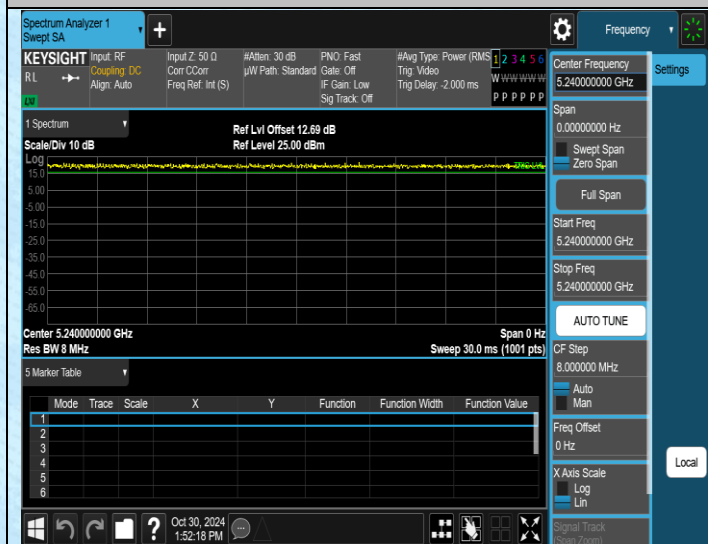 Spectrum Analyzer 1
Swept SA
+
Frequency
KEYSIGHT
R L
LXI
Input: RF
Coupling: DC
Align: Auto
Input Z: 50 Ω
Corr CCorr
Freq Ref: Int (S)
#Atten: 30 dB
µW Path: Standard
PNO: Fast
Gate: Off
IF Gain: Low
Sig Track: Off
#Avg Type: Power (RMS
Trig: Video
Trig Delay: -2.000 ms
1 2 3 4 5 6
W W W W W W
P P P P P P
1 Spectrum
Scale/Div 10 dB
Ref Lvl Offset 12.69 dB
Ref Level 25.00 dBm
Log
15.0
5.00
-5.00
-15.0
-25.0
-35.0
-45.0
-55.0
-65.0
Center 5.240000000 GHz
Span 0 Hz
Res BW 8 MHz
Sweep 30.0 ms (1001 pts)
5 Marker Table
Mode Trace Scale X Y Function Function Width Function Value
1
2
3
4
5
6
Oct 30, 2024
1:52:18 PM
Center Frequency
5.240000000 GHz
Span
0.00000000 Hz
Swept Span
Zero Span
Full Span
Start Freq
5.240000000 GHz
Stop Freq
5.240000000 GHz
AUTO TUNE
CF Step
8.000000 MHz
Auto
Man
Freq Offset
0 Hz
X Axis Scale
Log
Lin
Signal Track
(Span Zoom)
Settings
Local